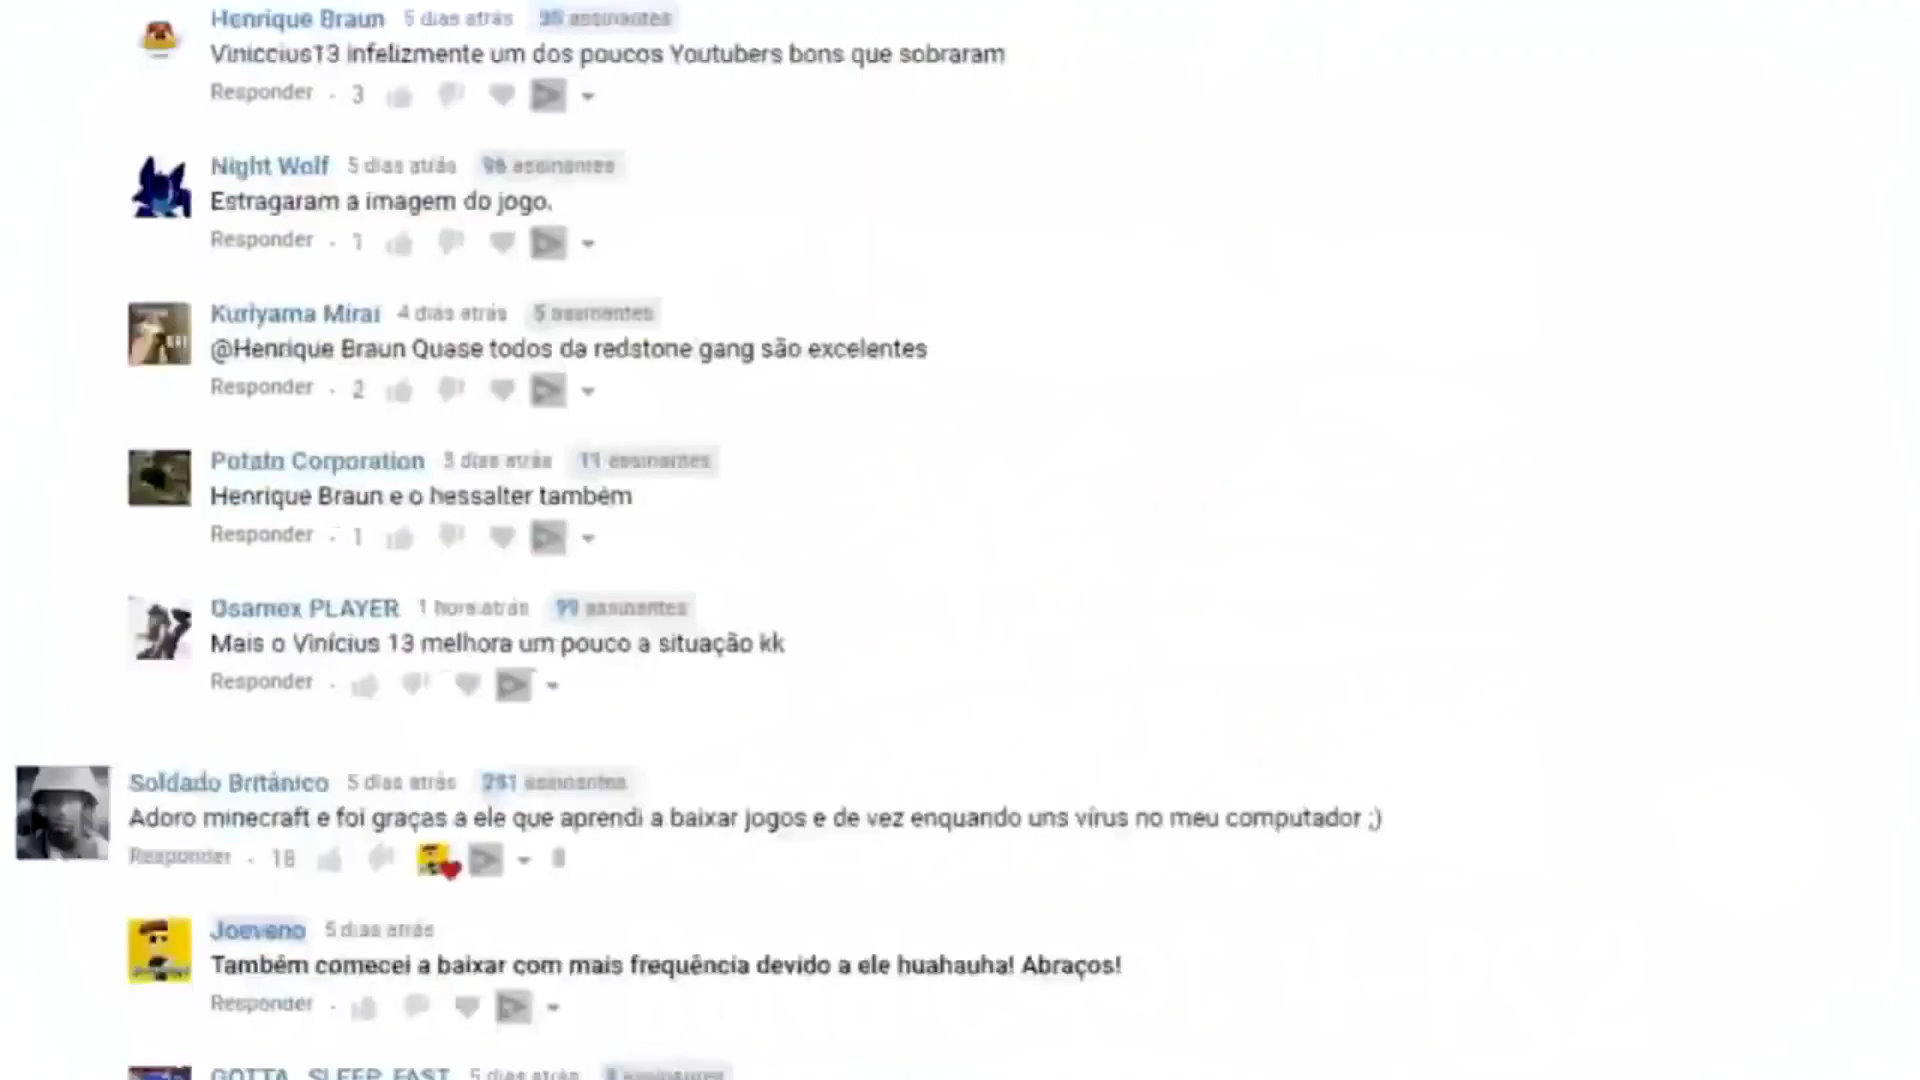 Henrique Braun 5 dias atrás assinantes
Viniccius13 infelizmente um dos poucos Youtubers bons que sobraram
Responder . 3
Night Wolf 5 dias atrás 96 assinantes
Estragaram a imagem do jogo.
Responder . 1
Kuriyama Mirai 4 dias atrás 5 assinantes
@Henrique Braun Quase todos da redstone gang são excelentes
Responder . 2
Potato Corporation 3 dias atrás 11 assinantes
Henrique Braun e o hessalter também
Responder . 1
Osamex PLAYER 1 hora atrás 99 assinantes
Mais o Vinícius 13 melhora um pouco a situação kk
Responder .
Soldado Britânico 5 dias atrás 281 assinantes
Adoro minecraft e foi graças a ele que aprendi a baixar jogos e de vez enquando uns vírus no meu computador ;)
Responder . 18
Joeveno 5 dias atrás
Também comecei a baixar com mais frequência devido a ele huahauha! Abraços!
Responder .
GOTTA SLEEP FAST 5 dias atrás assinantes